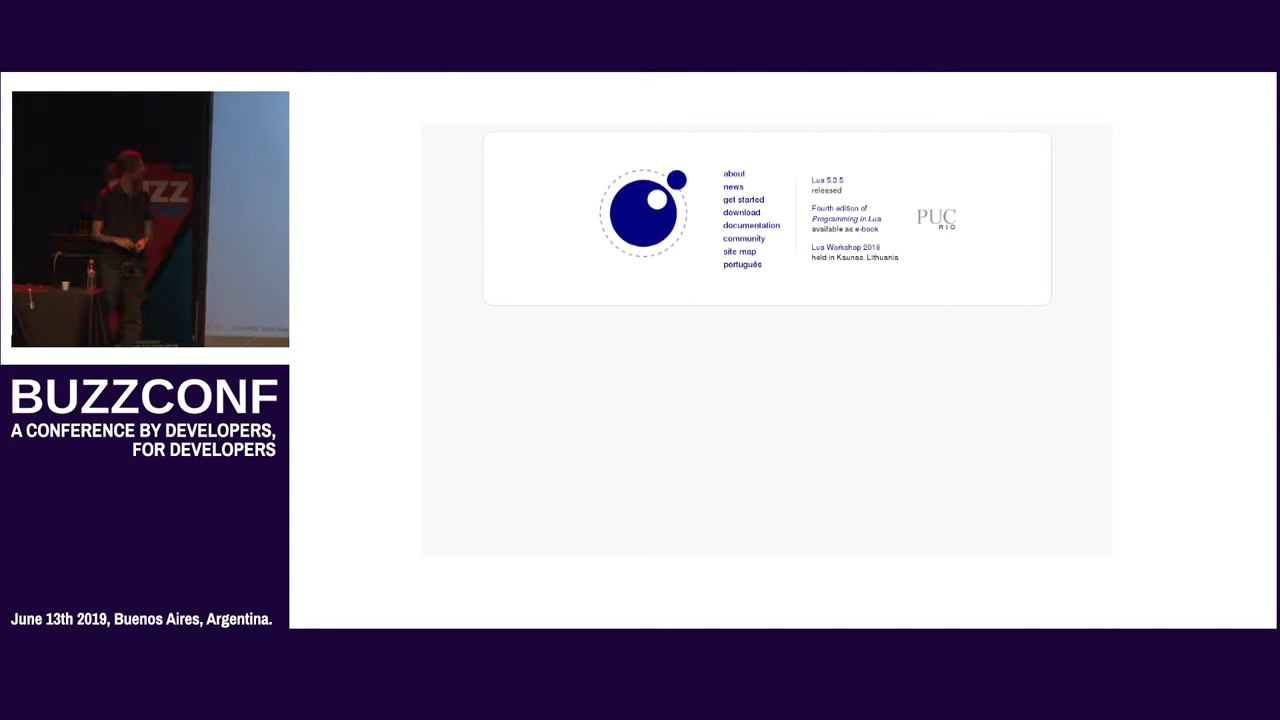 ZZ
BUZZCONF
A CONFERENCE BY DEVELOPERS,
FOR DEVELOPERS
June 13th 2019, Buenos Aires, Argentina.
about
news
get started
download
documentation
community
site map
português
Lua 5.3.5
released
Fourth edition of
Programming in Lua
available as e-book
Lua Workshop 2018
held in Kaunas, Lithuania
PUC
RIO